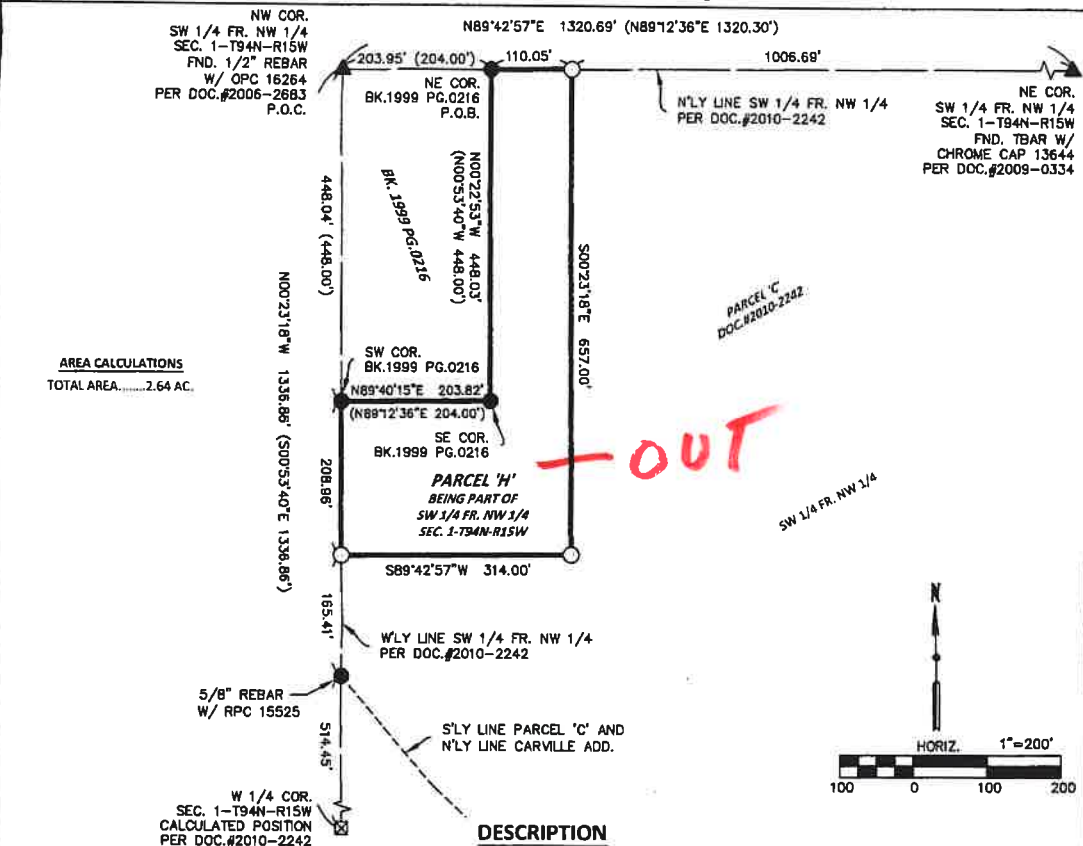 N89°42'57"E 1320.69' (N89°12'36"E 1320.30')
NW COR.
SW 1/4 FR. NW 1/4
SEC. 1-T94N-R15W
FND. 1/2" REBAR
W/ OPC 16264
PER DOC.#2006-2683
P.O.C.
203.95' (204.00')
110.05'
1006.69'
NE COR.
BK.1999 PG.0216
P.O.B.
N'LY LINE SW 1/4 FR. NW 1/4
PER DOC.#2010-2242
NE COR.
SW 1/4 FR. NW 1/4
SEC. 1-T94N-R15W
FND. TBAR W/
CHROME CAP 13644
PER DOC.#2009-0334
448.04' (448.00')
BK. 1999 PG.0216
N00°22'53"W 448.03'
(N00°53'40"W 448.00')
S00°23'18"E 657.00'
PARCEL 'C'
DOC.#2010-2242
N00°23'18"W 1336.86' (S00°53'40"E 1336.86')
AREA CALCULATIONS
TOTAL AREA.......2.64 AC.
SW COR.
BK.1999 PG.0216
N89°40'15"E 203.82'
(N89°12'36"E 204.00')
SE COR.
BK.1999 PG.0216
OUT
208.96'
PARCEL 'H'
BEING PART OF
SW 1/4 FR. NW 1/4
SEC. 1-T94N-R15W
SW 1/4 FR. NW 1/4
S89°42'57"W 314.00'
165.41'
W'LY LINE SW 1/4 FR. NW 1/4
PER DOC.#2010-2242
5/8" REBAR
W/ RPC 15525
514.45'
S'LY LINE PARCEL 'C' AND
N'LY LINE CARVILLE ADD.
N
HORIZ. 1"=200'
100 0 100 200
W 1/4 COR.
SEC. 1-T94N-R15W
CALCULATED POSITION
PER DOC.#2010-2242
DESCRIPTION